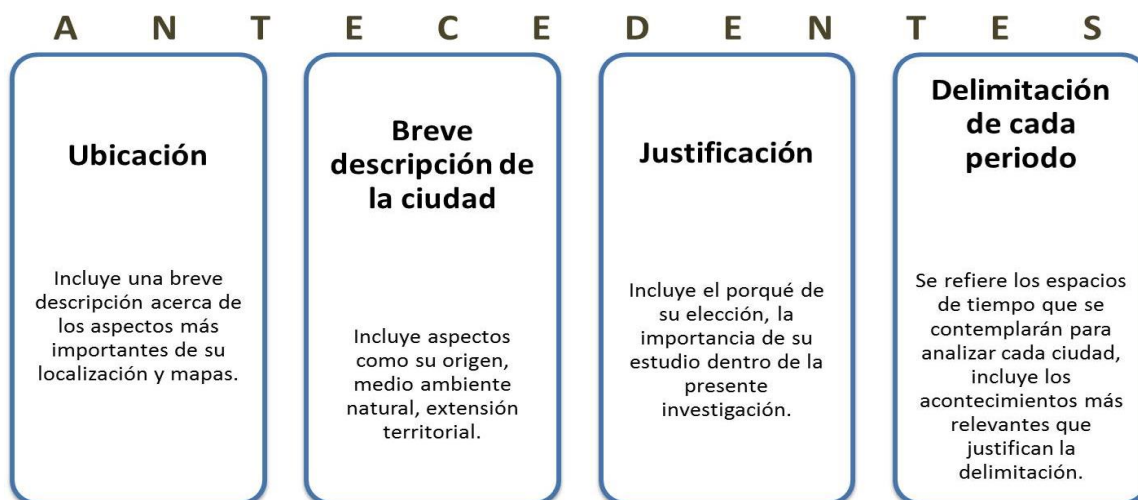 A N T E C E D E N T E S
Ubicación
Incluye una breve
descripción acerca de
los aspectos más
importantes de su
localización y mapas.
Breve
descripción de
la ciudad
Incluye aspectos
como su origen,
medio ambiente
natural, extensión
territorial.
Justificación
Incluye el porqué de
su elección, la
importancia de su
estudio dentro de la
presente
investigación.
Delimitación
de cada
periodo
Se refiere los espacios
de tiempo que se
contemplarán para
analizar cada ciudad,
incluye los
acontecimientos más
relevantes que
justifican la
delimitación.